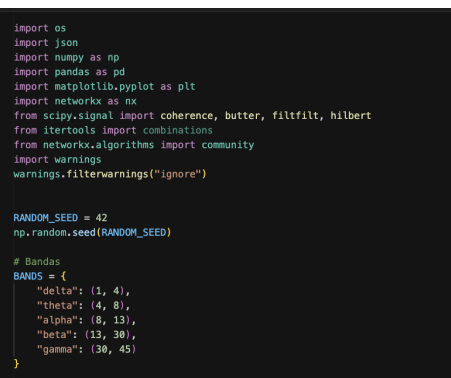 import os
import json
import numpy as np
import pandas as pd
import matplotlib.pyplot as plt
import networkx as nx
from scipy.signal import coherence, butter, filtfilt, hilbert
from itertools import combinations
from networkx.algorithms import community
import warnings
warnings.filterwarnings("ignore")
RANDOM_SEED = 42
np.random.seed(RANDOM_SEED)
# Bandas
BANDS = {
    "delta": (1, 4),
    "theta": (4, 8),
    "alpha": (8, 13),
    "beta": (13, 30),
    "gamma": (30, 45)
}